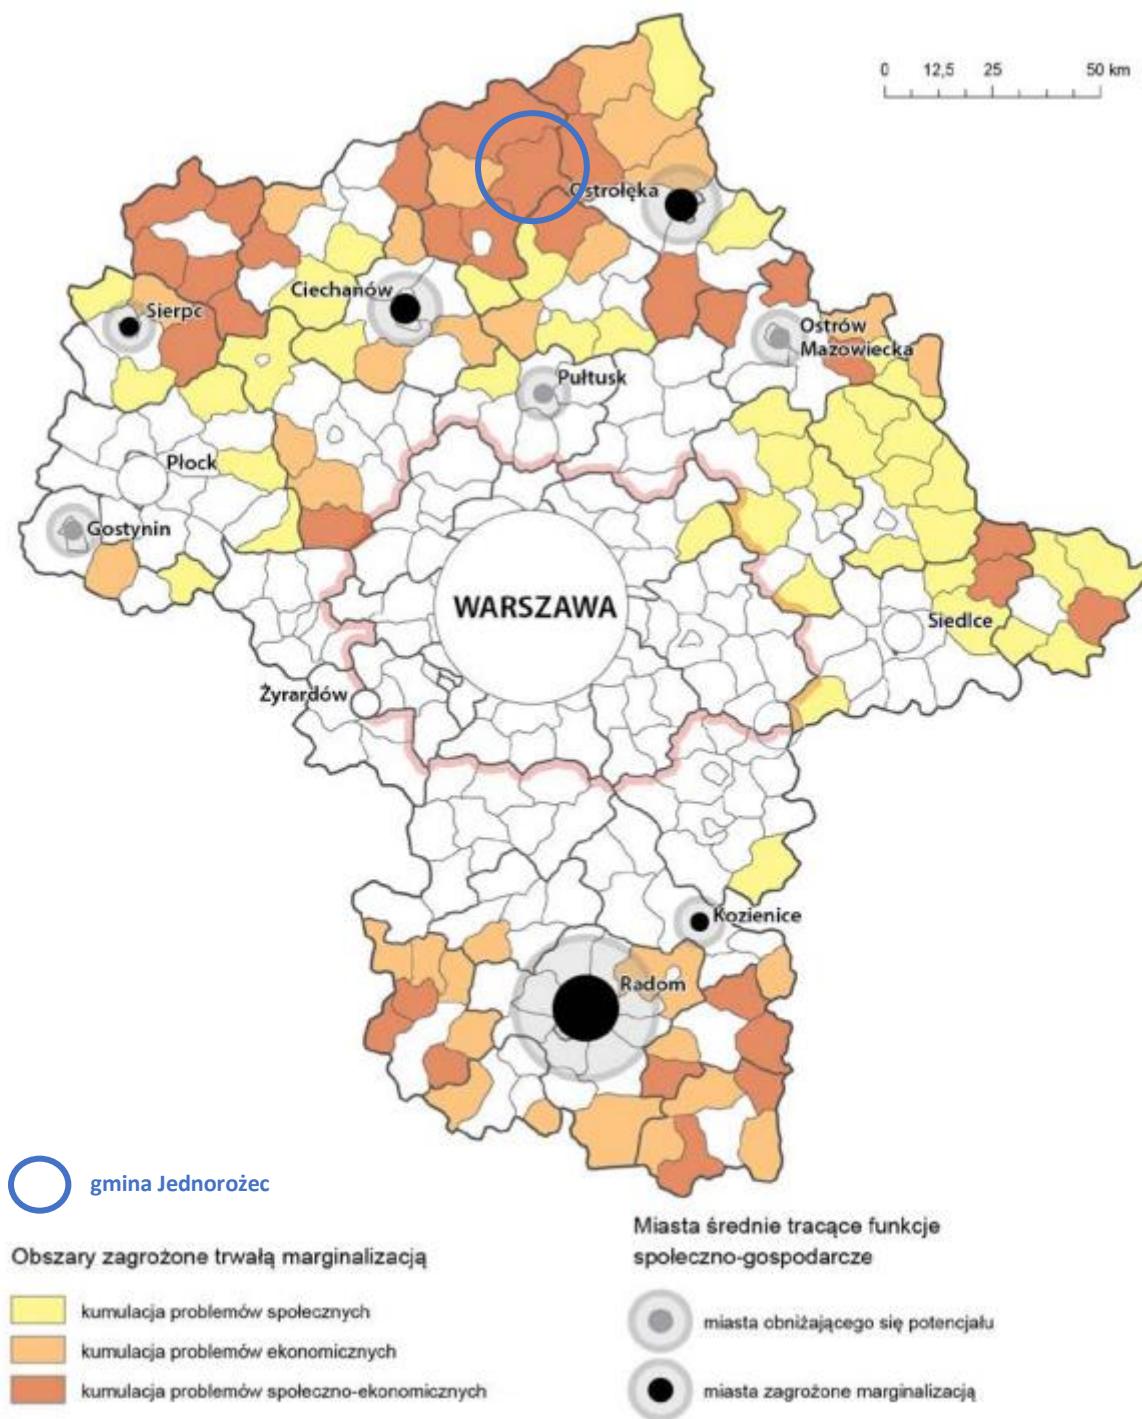 0 12,5 25 50 km
Ostrołęka
Ciechanów
Sierpc
Ostrów
Mazowiecka
Pułtusk
Płock
Gostynin
WARSZAWA
Siedlce
Żyrardów
Kozienice
Radom
gmina Jednorożec
Obszary zagrożone trwałą marginalizacją
kumulacja problemów społecznych
kumulacja problemów ekonomicznych
kumulacja problemów społeczno-ekonomicznych
Miasta średnie tracące funkcje
społeczno-gospodarcze
miasta obniżającego się potencjału
miasta zagrożone marginalizacją